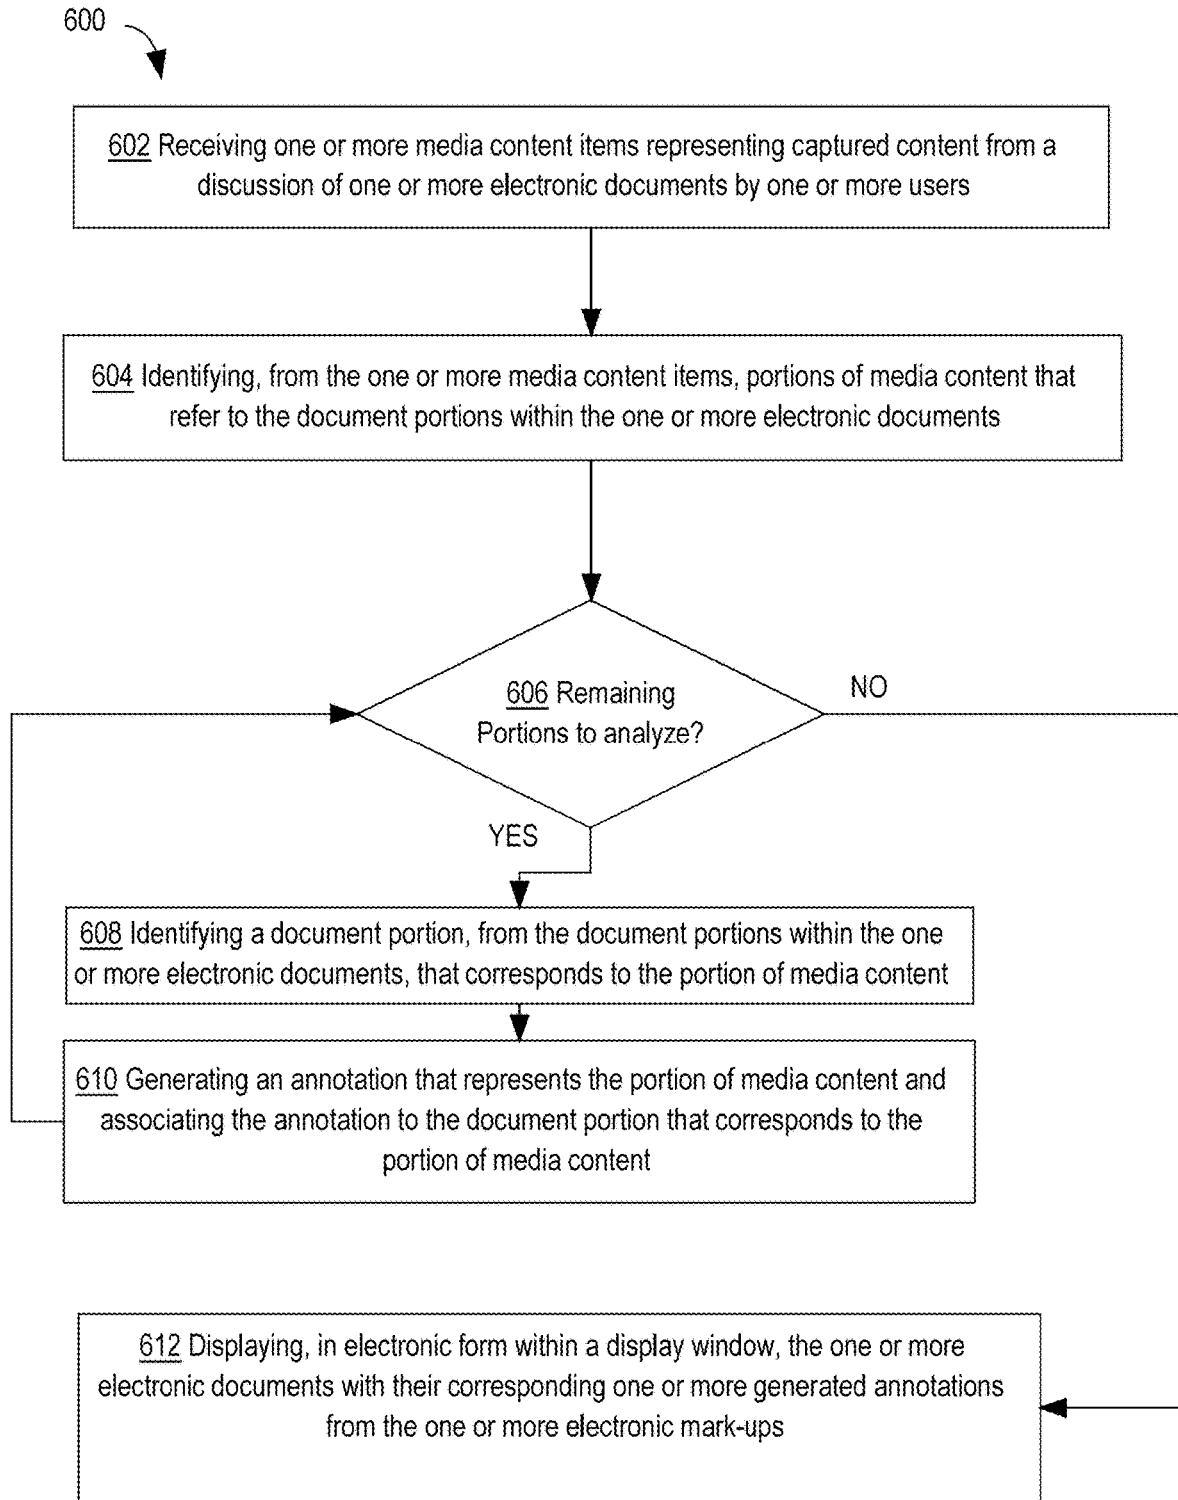 600
602 Receiving one or more media content items representing captured content from a
discussion of one or more electronic documents by one or more users
604 Identifying, from the one or more media content items, portions of media content that
refer to the document portions within the one or more electronic documents
606 Remaining
Portions to analyze?
NO
YES
608 Identifying a document portion, from the document portions within the one
or more electronic documents, that corresponds to the portion of media content
610 Generating an annotation that represents the portion of media content and
associating the annotation to the document portion that corresponds to the
portion of media content
612 Displaying, in electronic form within a display window, the one or more
electronic documents with their corresponding one or more generated annotations
from the one or more electronic mark-ups